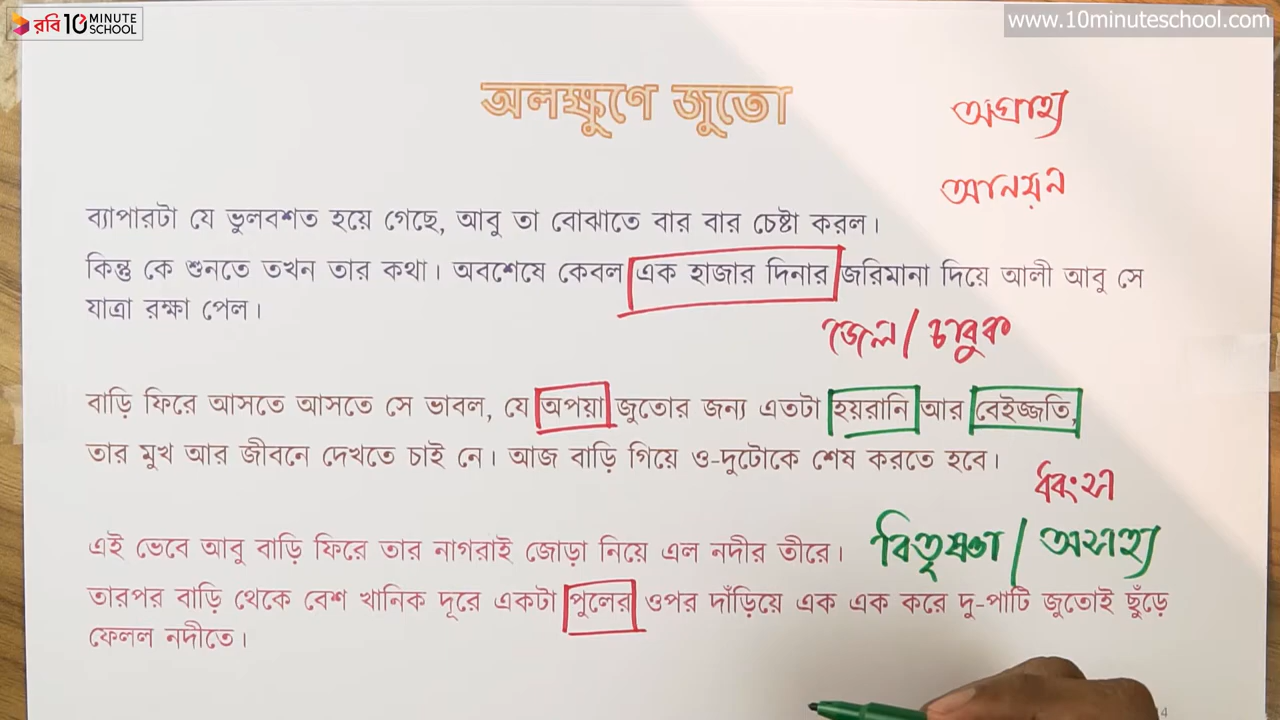 রবি 10 MINUTE SCHOOL
www.10minuteschool.com
অলক্ষুণে জুতো
অগ্রাহ্য
আনয়ন
ব্যাপারটা যে ভুলবশত হয়ে গেছে, আবু তা বোঝাতে বার বার চেষ্টা করল।
কিন্তু কে শুনতে তখন তার কথা। অবশেষে কেবল এক হাজার দিনার জরিমানা দিয়ে আলী আবু সে
যাত্রা রক্ষা পেল।
জেল / চাবুক
বাড়ি ফিরে আসতে আসতে সে ভাবল, যে অপয়া জুতোর জন্য এতটা হয়রানি আর বেইজ্জতি,
তার মুখ আর জীবনে দেখতে চাই নে। আজ বাড়ি গিয়ে ও-দুটোকে শেষ করতে হবে।
ধ্বংস
এই ভেবে আবু বাড়ি ফিরে তার নাগরাই জোড়া নিয়ে এল নদীর তীরে।
বিতৃষ্ণা / অসহ্য
তারপর বাড়ি থেকে বেশ খানিক দূরে একটা পুলের ওপর দাঁড়িয়ে এক এক করে দু-পাটি জুতোই ছুঁড়ে
ফেলল নদীতে।